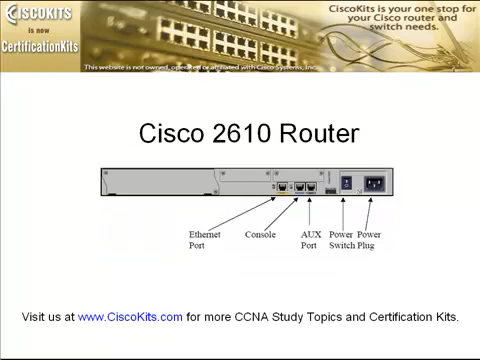 CISCOKITS
is now
CertificationKits
CiscoKits is your one stop for
your Cisco router and
switch needs.
This website is not owned, operated or affiliated with Cisco Systems, Inc.
Cisco 2610 Router
Ethernet Port
Console
AUX Port
Power Switch
Power Plug
Visit us at www.CiscoKits.com for more CCNA Study Topics and Certification Kits.